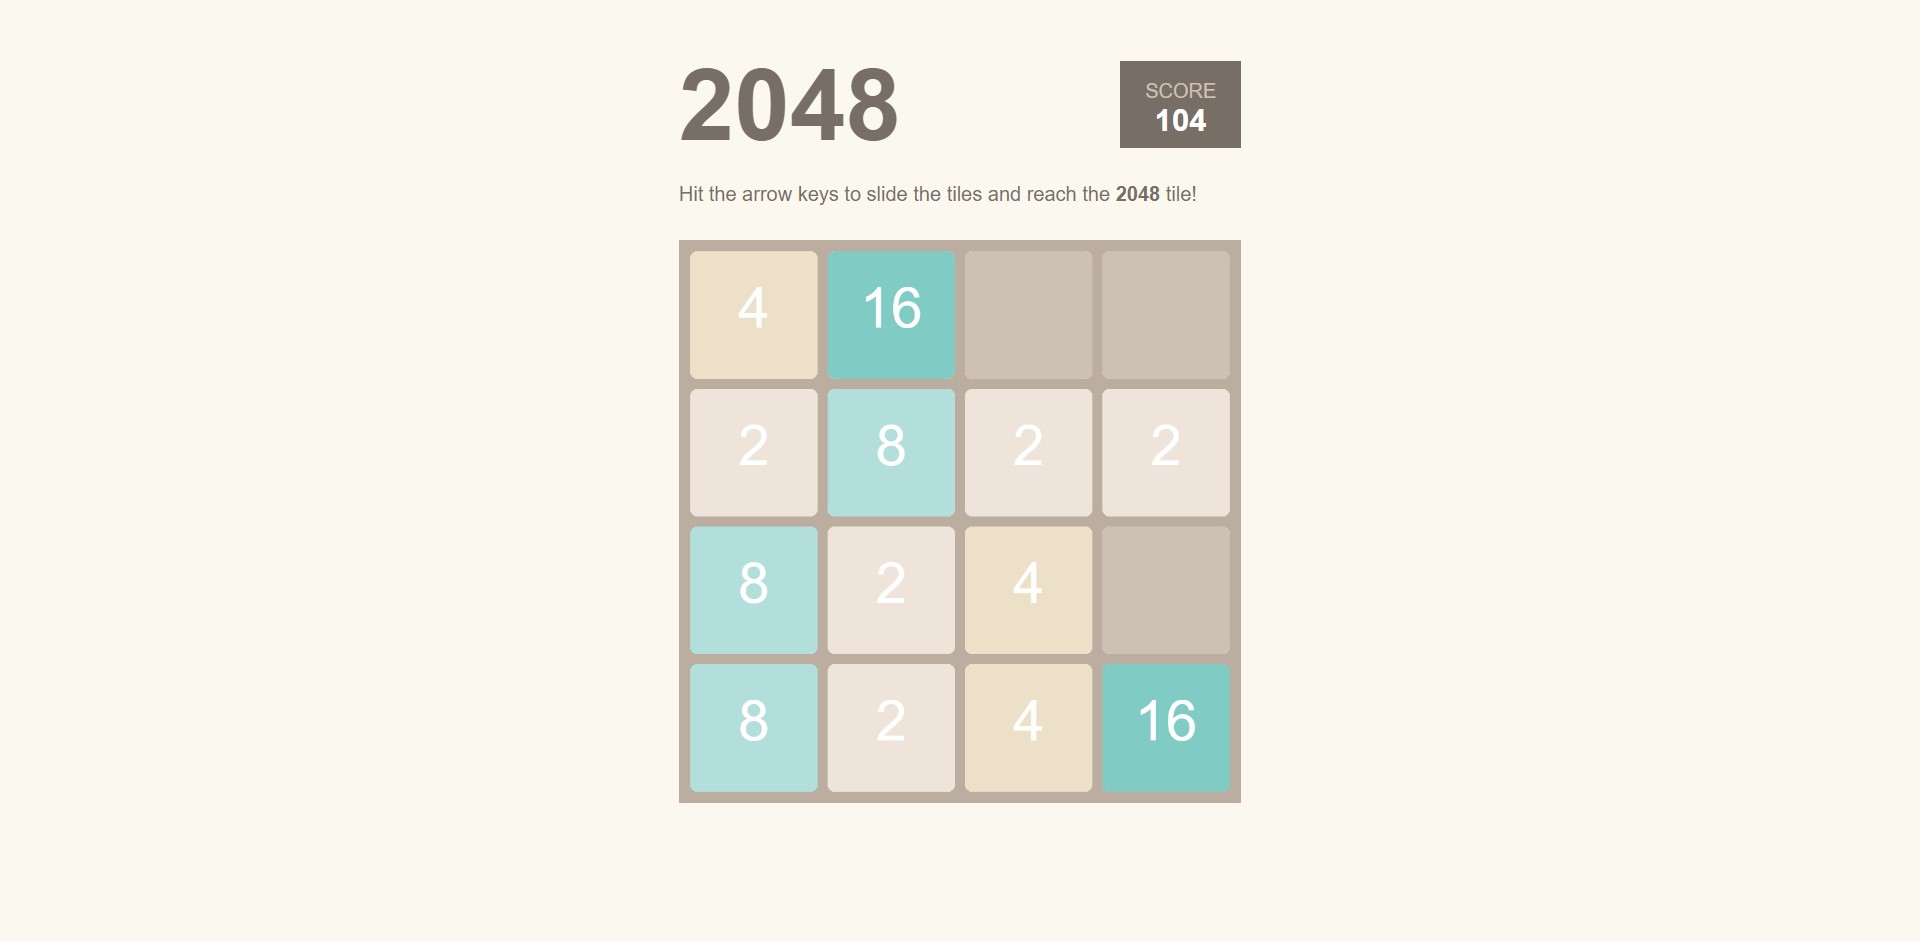 2048
SCORE
104
Hit the arrow keys to slide the tiles and reach the 2048 tile!
4 16
2 8 2 2
8 2 4
8 2 4 16